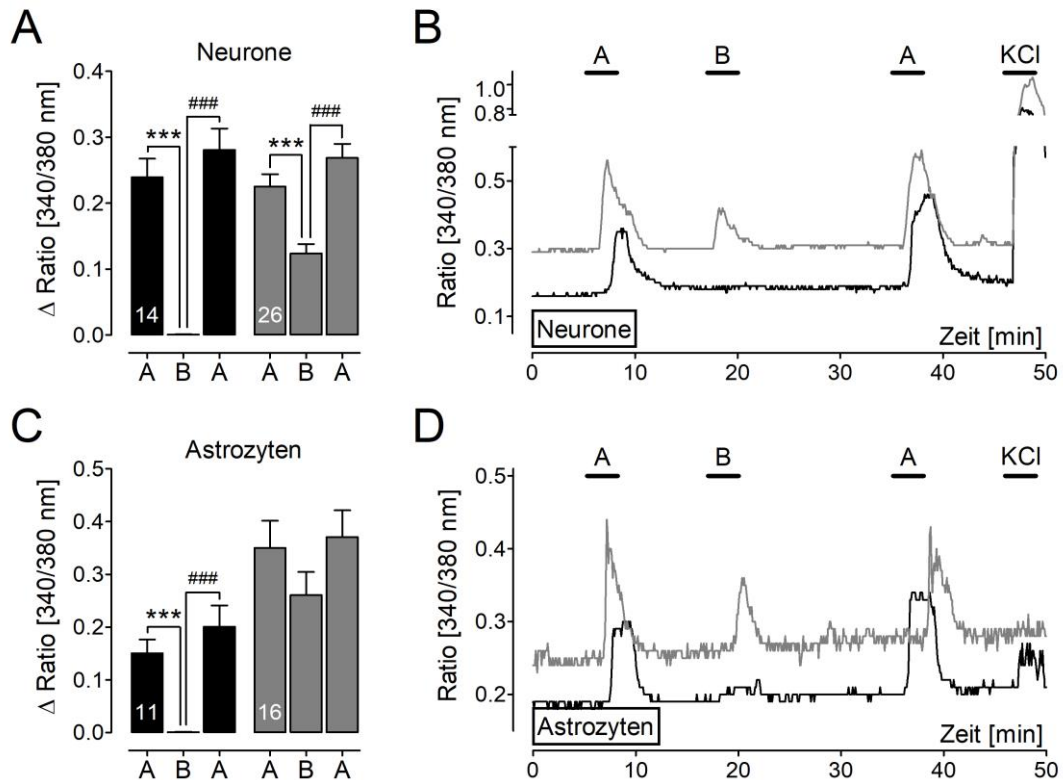 A
Neurone
Δ Ratio [340/380 nm]
0.4
0.3
0.2
0.1
0.0
***
###
***
###
14
26
A B A A B A
B
A B A KCl
Ratio [340/380 nm]
1.0
0.8
0.5
0.3
0.1
Neurone
Zeit [min]
0 10 20 30 40 50
C
Astrozyten
Δ Ratio [340/380 nm]
0.5
0.4
0.3
0.2
0.1
0.0
***
###
11
16
A B A A B A
D
A B A KCl
Ratio [340/380 nm]
0.5
0.4
0.3
0.2
Astrozyten
Zeit [min]
0 10 20 30 40 50